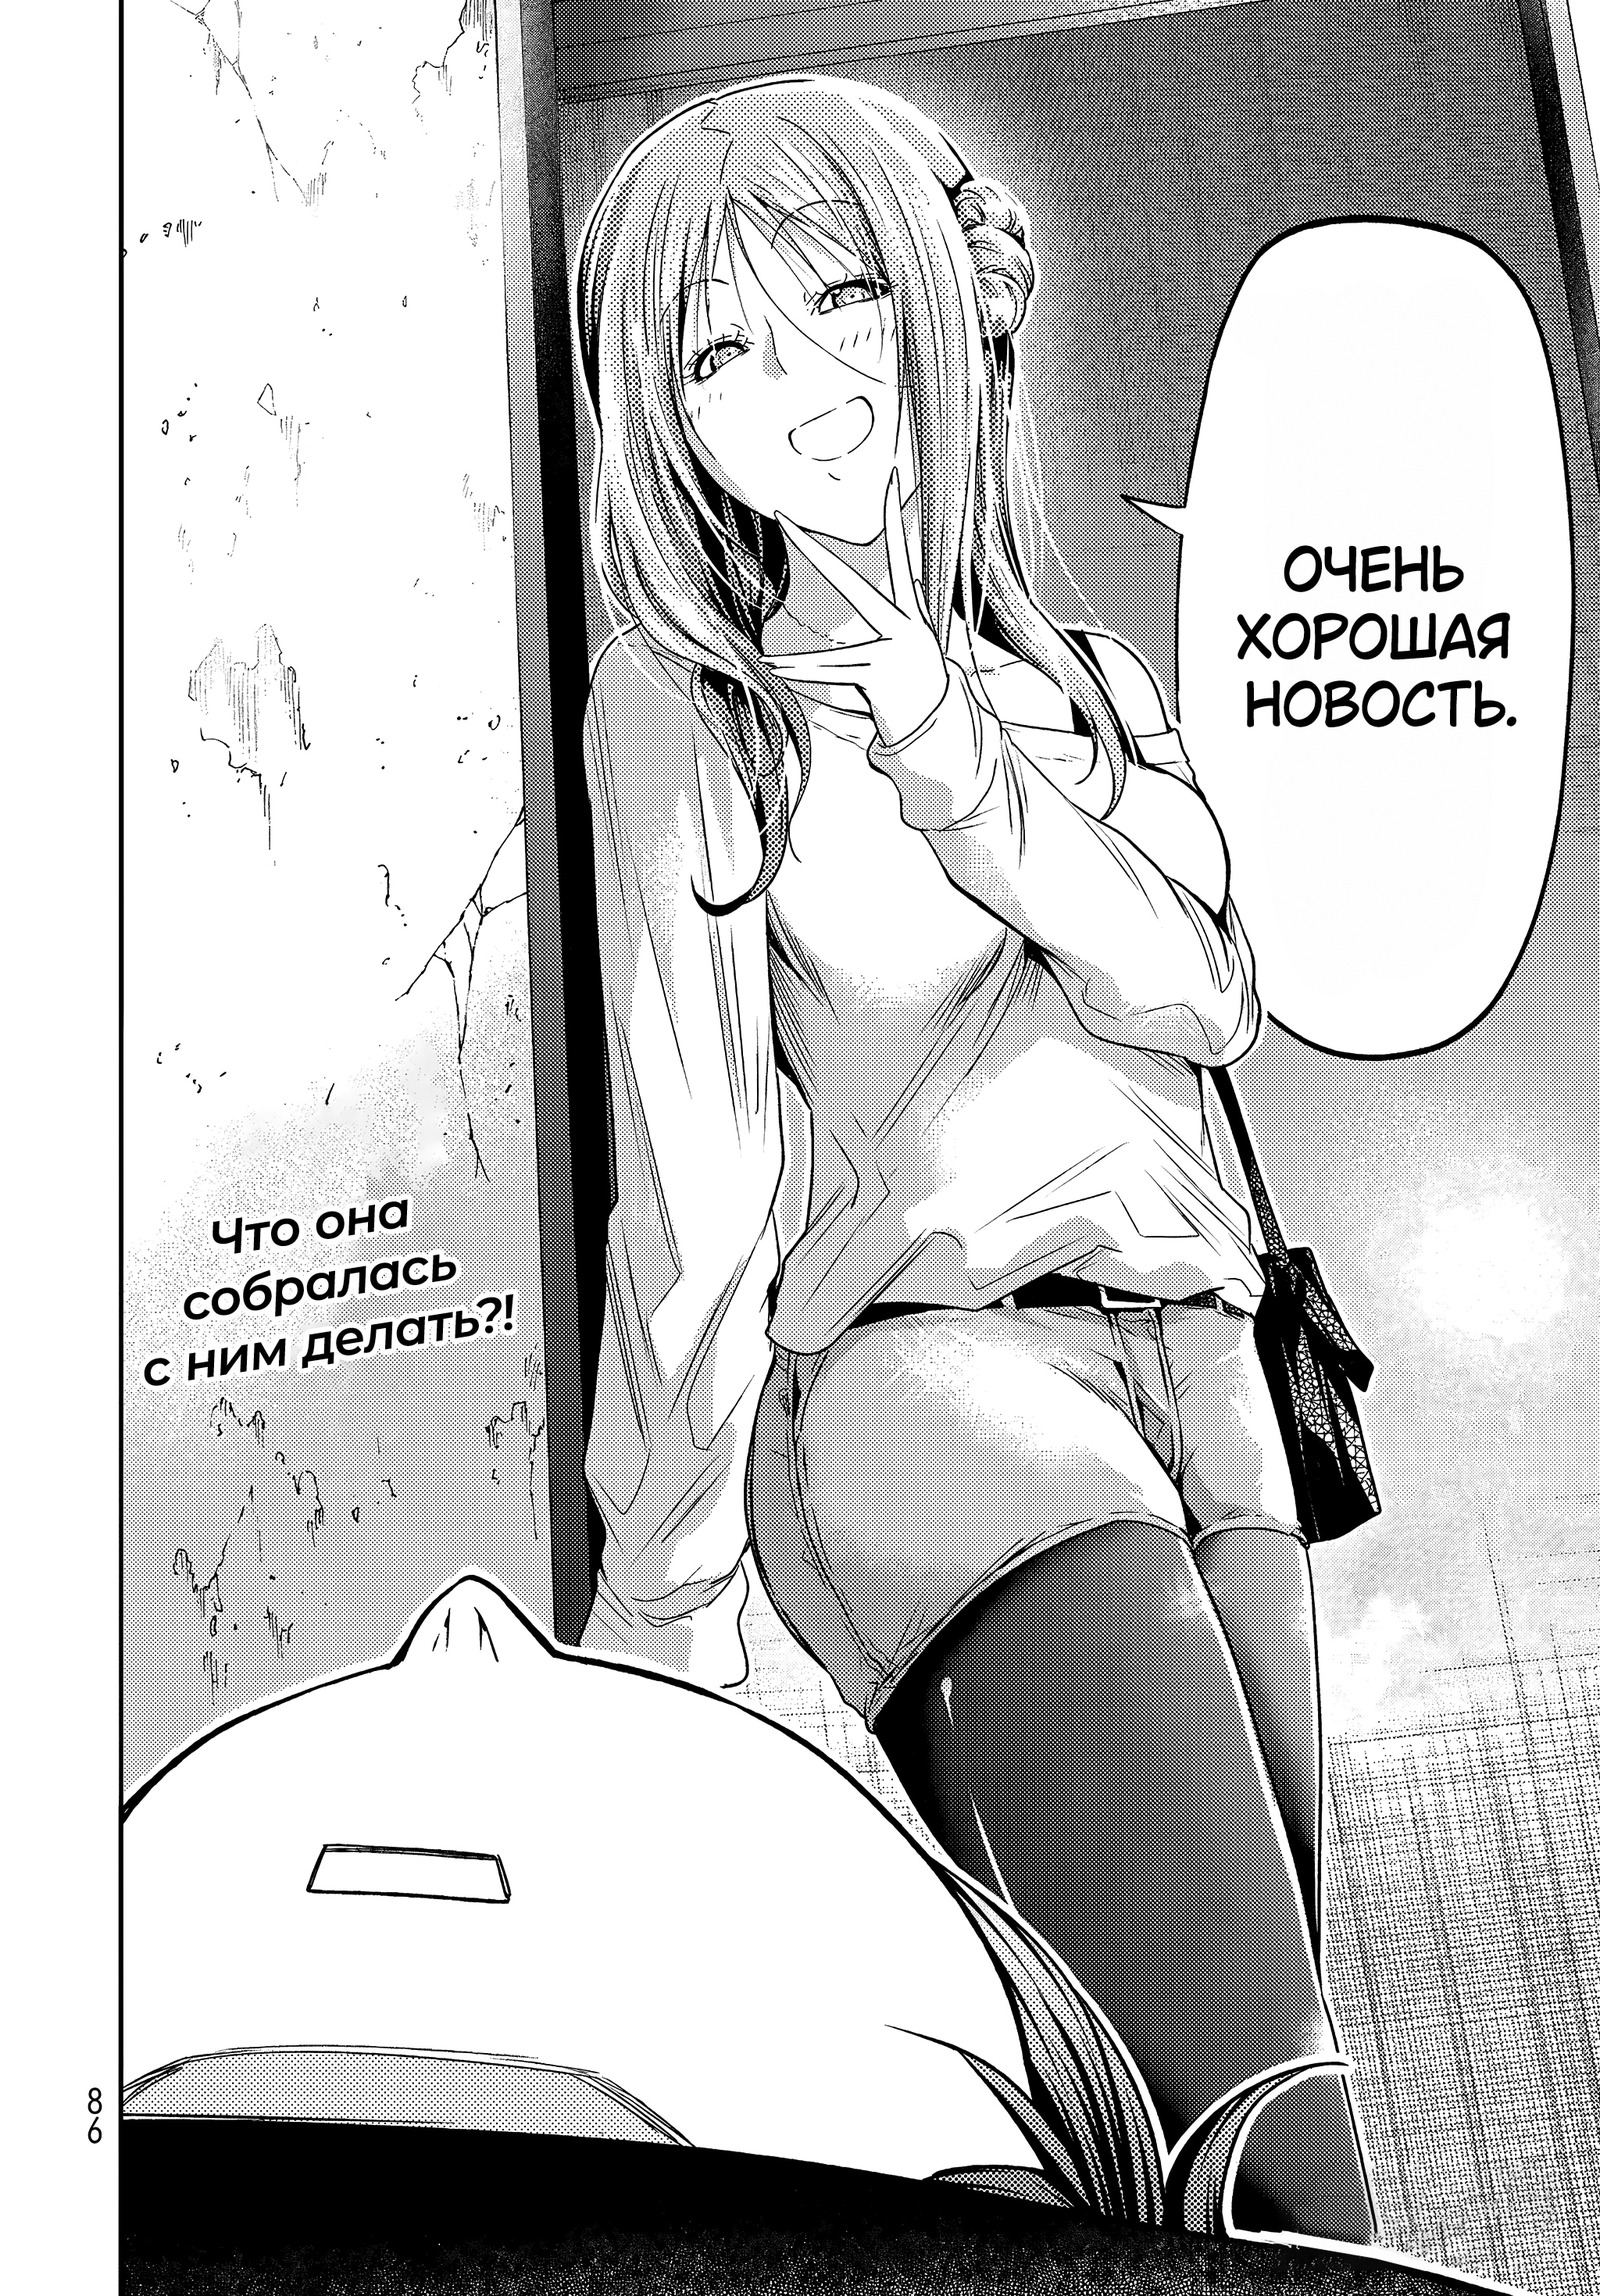 ОЧЕНЬ
ХОРОШАЯ
НОВОСТЬ.
Что она
собралась
с ним делать?!
86